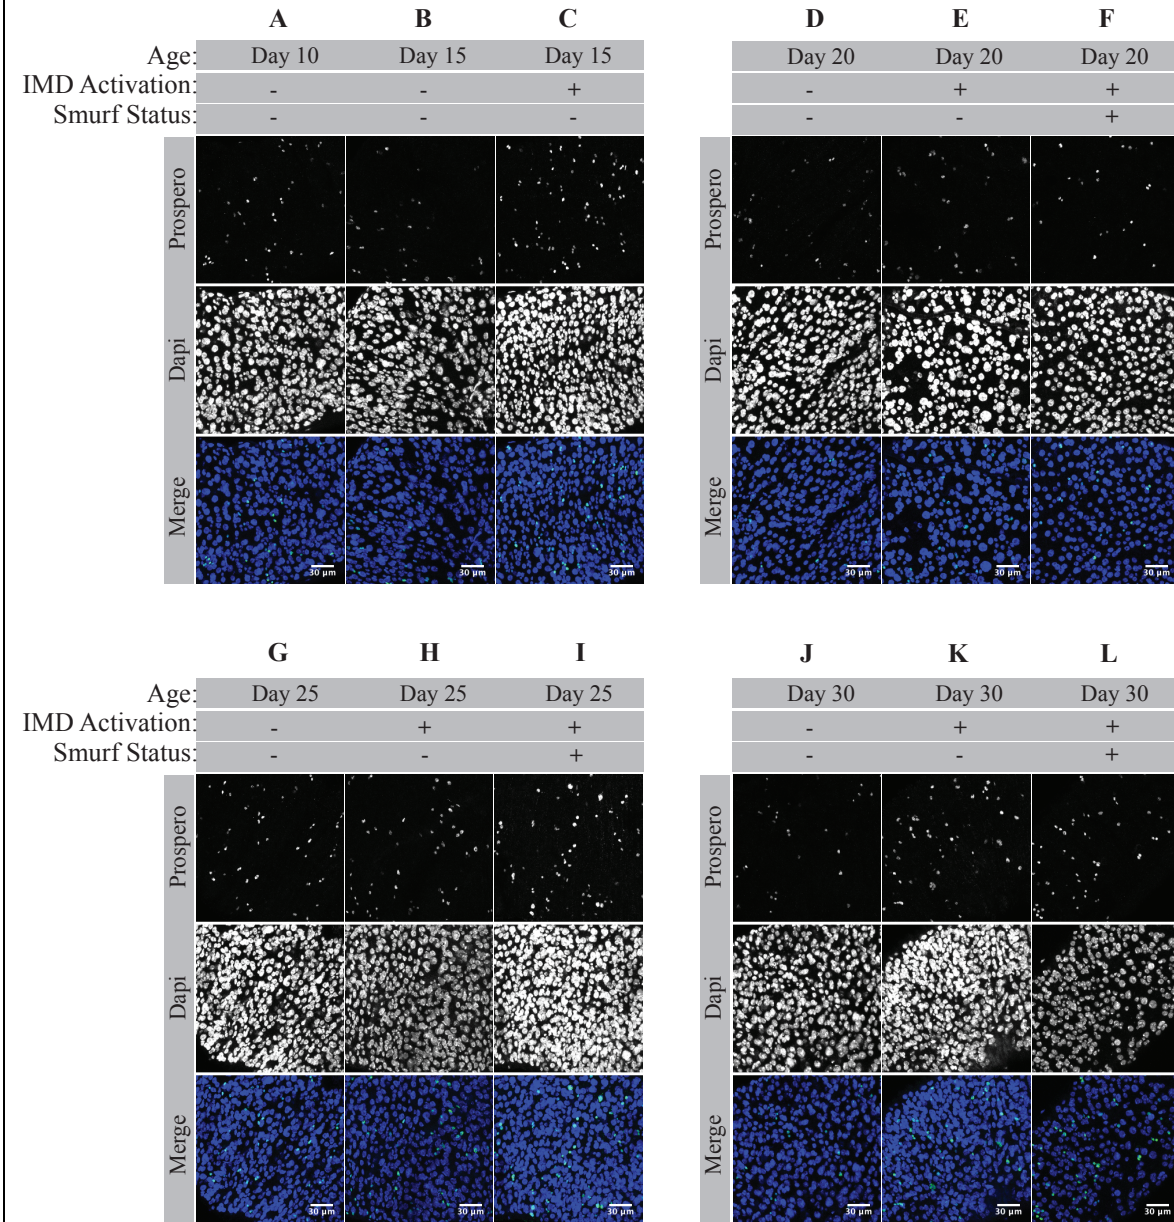 A B C
Age: Day 10 Day 15 Day 15
IMD Activation: - - +
Smurf Status: - - -
Prospero
Dapi
Merge
30 μm 30 μm 30 μm
D E F
Day 20 Day 20 Day 20
- + +
- - +
Prospero
Dapi
Merge
30 μm 30 μm 30 μm
G H I
Age: Day 25 Day 25 Day 25
IMD Activation: - + +
Smurf Status: - - +
Prospero
Dapi
Merge
30 μm 30 μm 30 μm
J K L
Day 30 Day 30 Day 30
- + +
- - +
Prospero
Dapi
Merge
30 μm 30 μm 30 μm